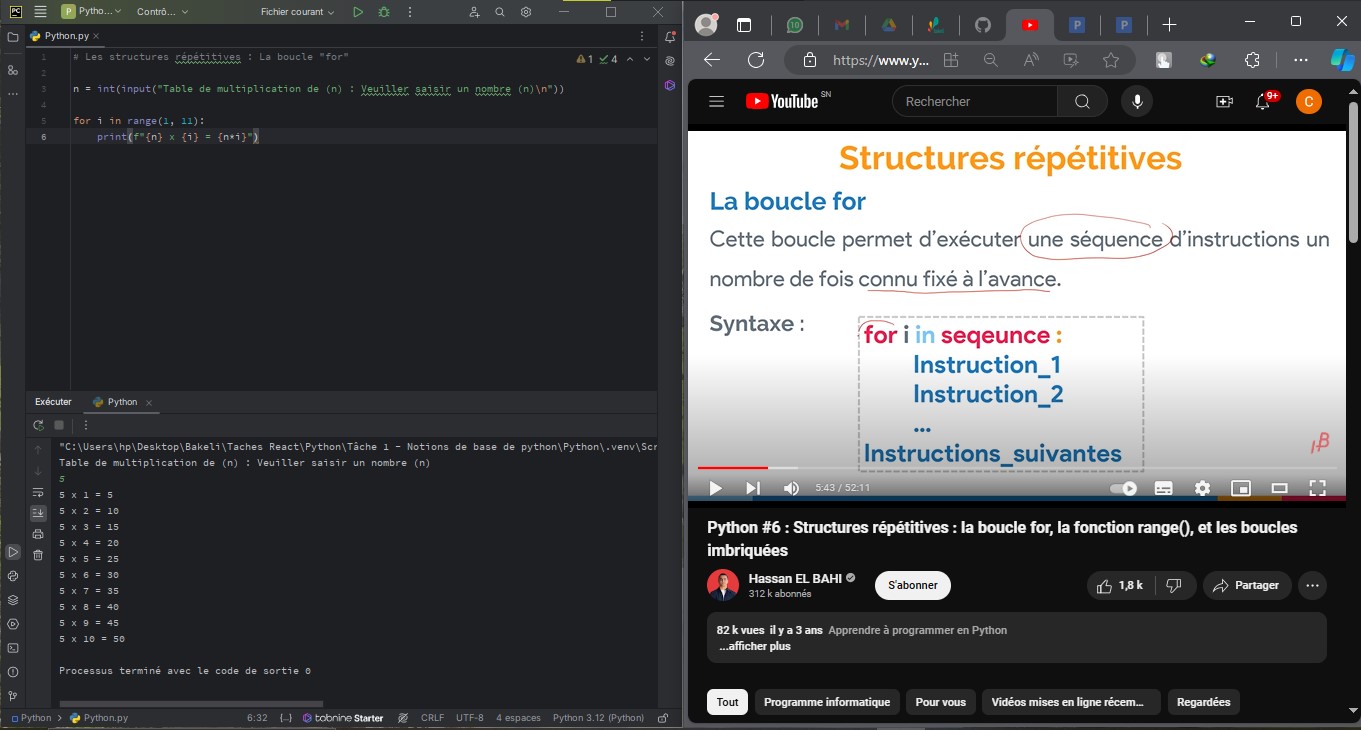 Pytho...
Contrô...
Fichier courant
Python.py
1 # Les structures répétitives : La boucle "for"
1 4
2
3 n = int(input("Table de multiplication de (n) : Veuiller saisir un nombre (n)\n"))
4
5 for i in range(1, 11):
6 print(f"{n} x {i} = {n*i}")
Exécuter
Python
"C:\Users\hp\Desktop\Bakeli\Taches React\Python\Tâche 1 - Notions de base de python\Python\.venv\Scr
Table de multiplication de (n) : Veuiller saisir un nombre (n)
5
5 x 1 = 5
5 x 2 = 10
5 x 3 = 15
5 x 4 = 20
5 x 5 = 25
5 x 6 = 30
5 x 7 = 35
5 x 8 = 40
5 x 9 = 45
5 x 10 = 50
Processus terminé avec le code de sortie 0
Python > Python.py
6:32 {..} tabnine Starter CRLF UTF-8 4 espaces Python 3.12 (Python)
https://www.y...
YouTube SN
Rechercher
9+
C
Structures répétitives
La boucle for
Cette boucle permet d'exécuter une séquence d'instructions un
nombre de fois connu fixé à l'avance.
Syntaxe :
for i in seqeunce :
Instruction_1
Instruction_2
...
Instructions_suivantes
5:43 / 52:11
Python #6 : Structures répétitives : la boucle for, la fonction range(), et les boucles
imbriquées
Hassan EL BAHI
312 k abonnés
S'abonner
1,8 k
Partager
82 k vues il y a 3 ans Apprendre à programmer en Python
...afficher plus
Tout
Programme informatique
Pour vous
Vidéos mises en ligne récem...
Regardées